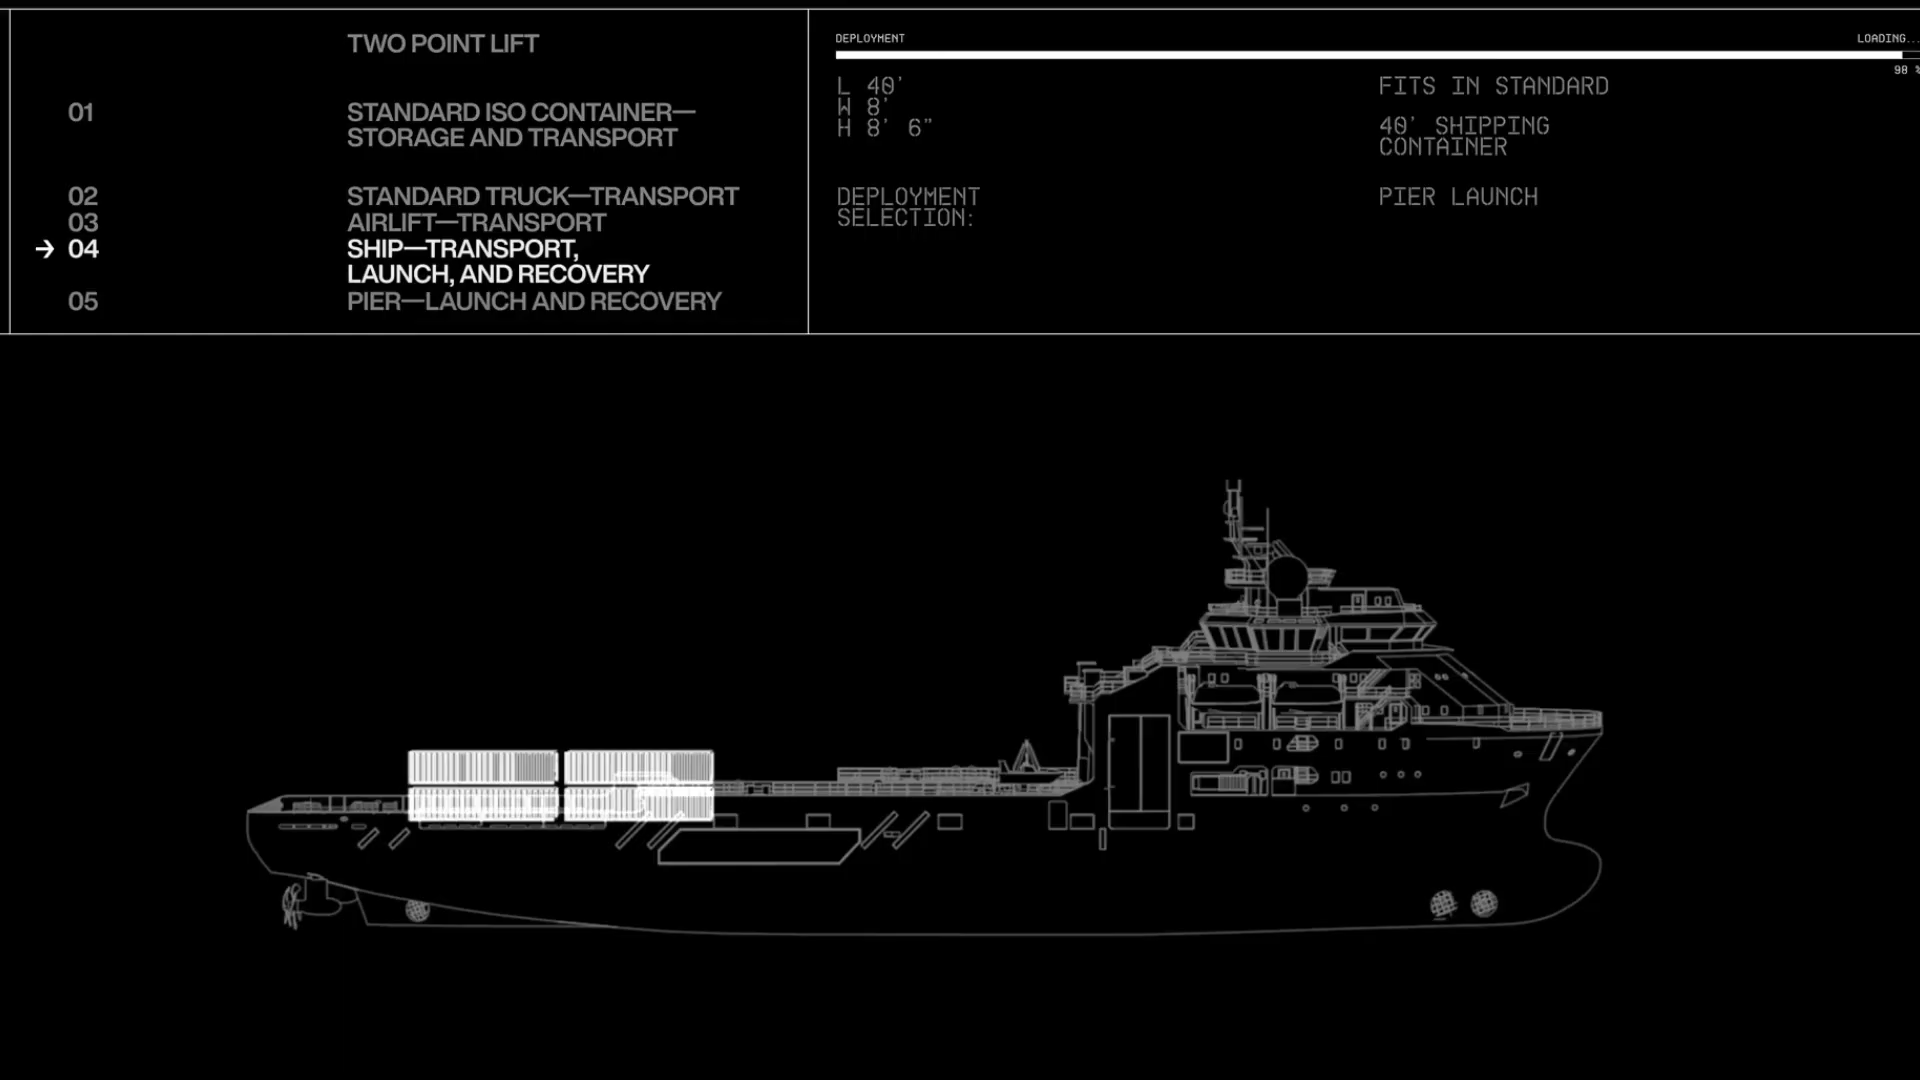 TWO POINT LIFT
01 STANDARD ISO CONTAINER—
STORAGE AND TRANSPORT
02 STANDARD TRUCK—TRANSPORT
03 AIRLIFT—TRANSPORT
→ 04 SHIP—TRANSPORT,
LAUNCH, AND RECOVERY
05 PIER—LAUNCH AND RECOVERY
DEPLOYMENT
LOADING...
98 %
L 40'
W 8'
H 8' 6"
FITS IN STANDARD
40' SHIPPING
CONTAINER
DEPLOYMENT
SELECTION:
PIER LAUNCH